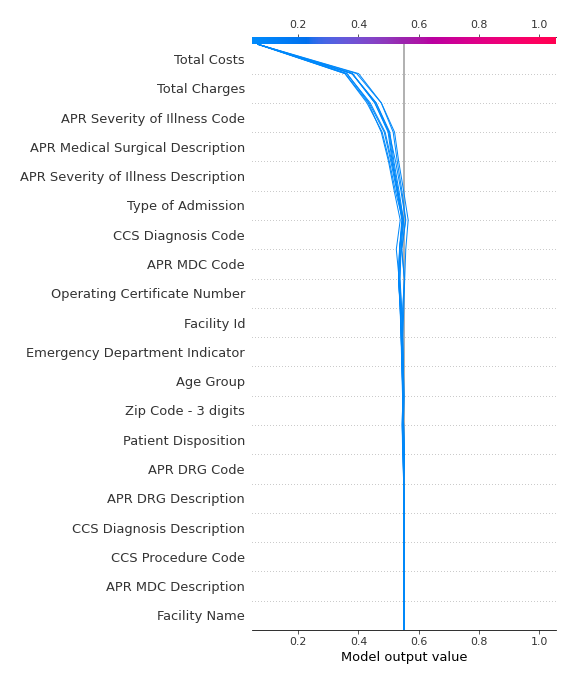 0.2 0.4 0.6 0.8 1.0
Total Costs
Total Charges
APR Severity of Illness Code
APR Medical Surgical Description
APR Severity of Illness Description
Type of Admission
CCS Diagnosis Code
APR MDC Code
Operating Certificate Number
Facility Id
Emergency Department Indicator
Age Group
Zip Code - 3 digits
Patient Disposition
APR DRG Code
APR DRG Description
CCS Diagnosis Description
CCS Procedure Code
APR MDC Description
Facility Name
0.2 0.4 0.6 0.8 1.0
Model output value